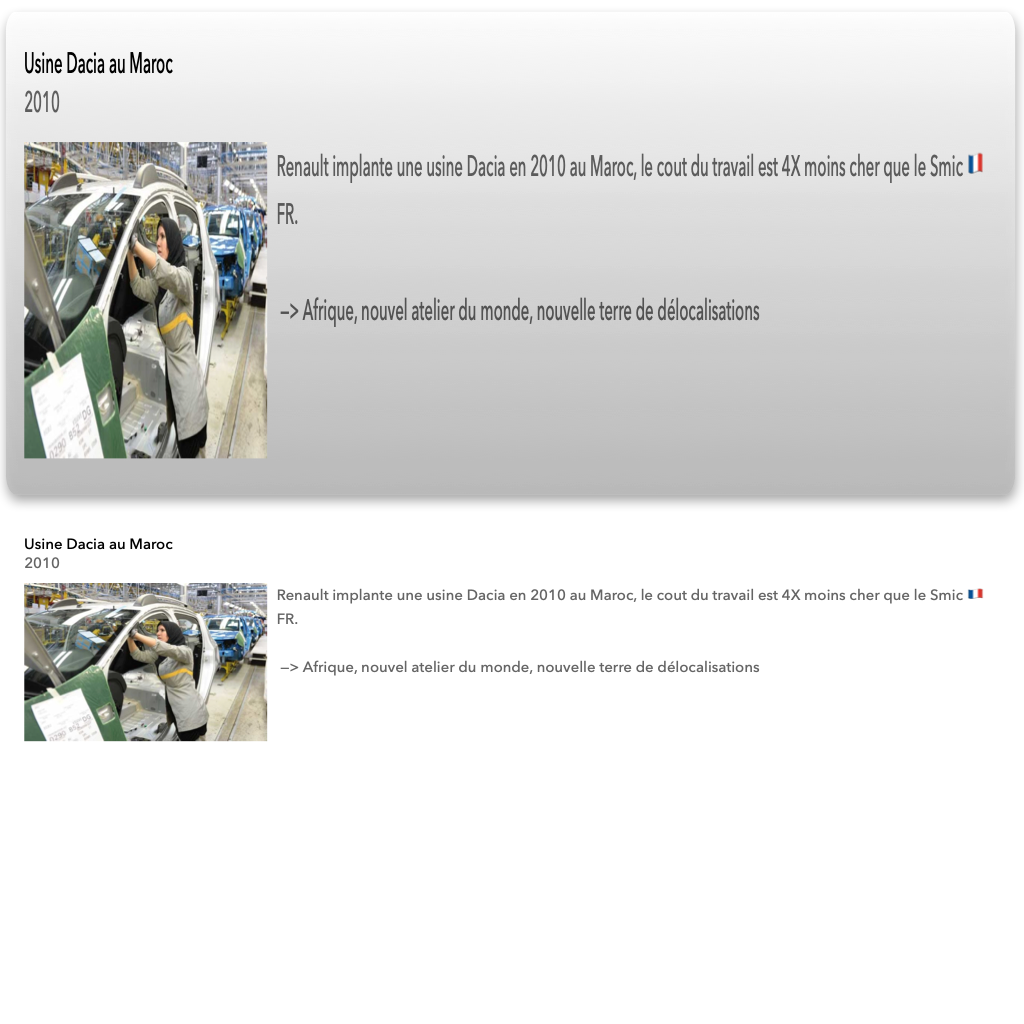 Usine Dacia au Maroc
2010
Renault implante une usine Dacia en 2010 au Maroc, le cout du travail est 4X moins cher que le Smic 🇫🇷
FR.
–> Afrique, nouvel atelier du monde, nouvelle terre de délocalisations
Usine Dacia au Maroc
2010
Renault implante une usine Dacia en 2010 au Maroc, le cout du travail est 4X moins cher que le Smic 🇫🇷
FR.
–> Afrique, nouvel atelier du monde, nouvelle terre de délocalisations